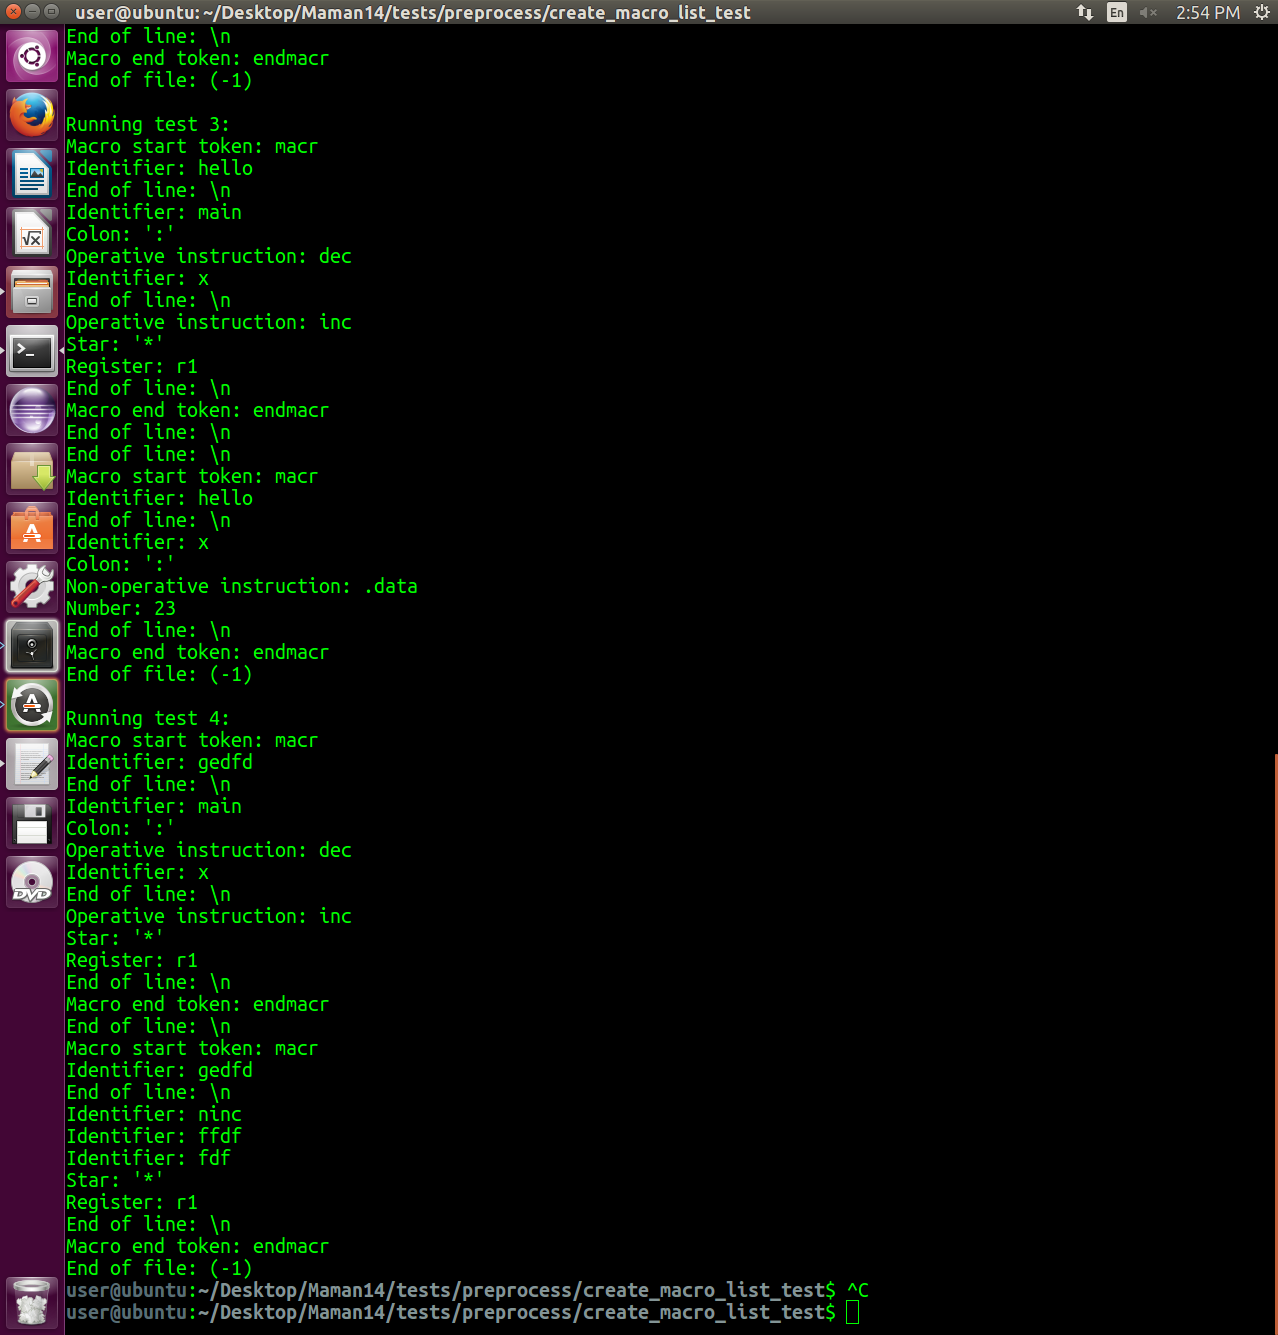 user@ubuntu: ~/Desktop/Maman14/tests/preprocess/create_macro_list_test
En
2:54 PM
End of line: \n
Macro end token: endmacr
End of file: (-1)
Running test 3:
Macro start token: macr
Identifier: hello
End of line: \n
Identifier: main
Colon: ':'
Operative instruction: dec
Identifier: x
End of line: \n
Operative instruction: inc
Star: '*'
Register: r1
End of line: \n
Macro end token: endmacr
End of line: \n
End of line: \n
Macro start token: macr
Identifier: hello
End of line: \n
Identifier: x
Colon: ':'
Non-operative instruction: .data
Number: 23
End of line: \n
Macro end token: endmacr
End of file: (-1)
Running test 4:
Macro start token: macr
Identifier: gedfd
End of line: \n
Identifier: main
Colon: ':'
Operative instruction: dec
Identifier: x
End of line: \n
Operative instruction: inc
Star: '*'
Register: r1
End of line: \n
Macro end token: endmacr
End of line: \n
Macro start token: macr
Identifier: gedfd
End of line: \n
Identifier: ninc
Identifier: ffdf
Identifier: fdf
Star: '*'
Register: r1
End of line: \n
Macro end token: endmacr
End of file: (-1)
user@ubuntu:~/Desktop/Maman14/tests/preprocess/create_macro_list_test$ ^C
user@ubuntu:~/Desktop/Maman14/tests/preprocess/create_macro_list_test$
DVD